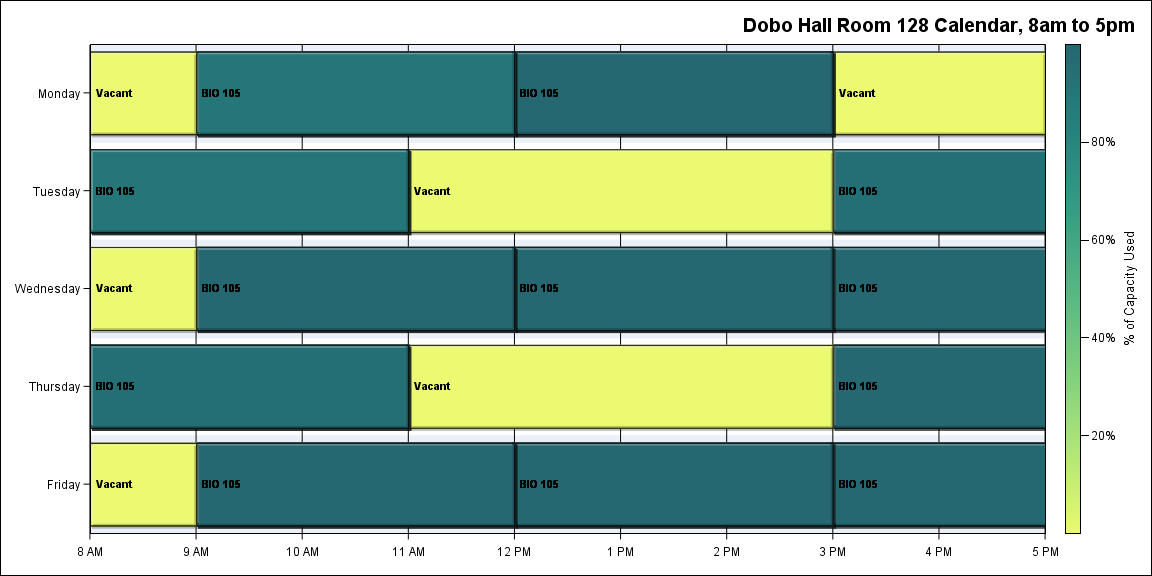 Dobo Hall Room 128 Calendar, 8am to 5pm
Monday
Vacant
BIO 105
BIO 105
Vacant
Tuesday
BIO 105
Vacant
BIO 105
Wednesday
Vacant
BIO 105
BIO 105
BIO 105
Thursday
BIO 105
Vacant
BIO 105
Friday
Vacant
BIO 105
BIO 105
BIO 105
8 AM
9 AM
10 AM
11 AM
12 PM
1 PM
2 PM
3 PM
4 PM
5 PM
80%
60%
40%
20%
% of Capacity Used